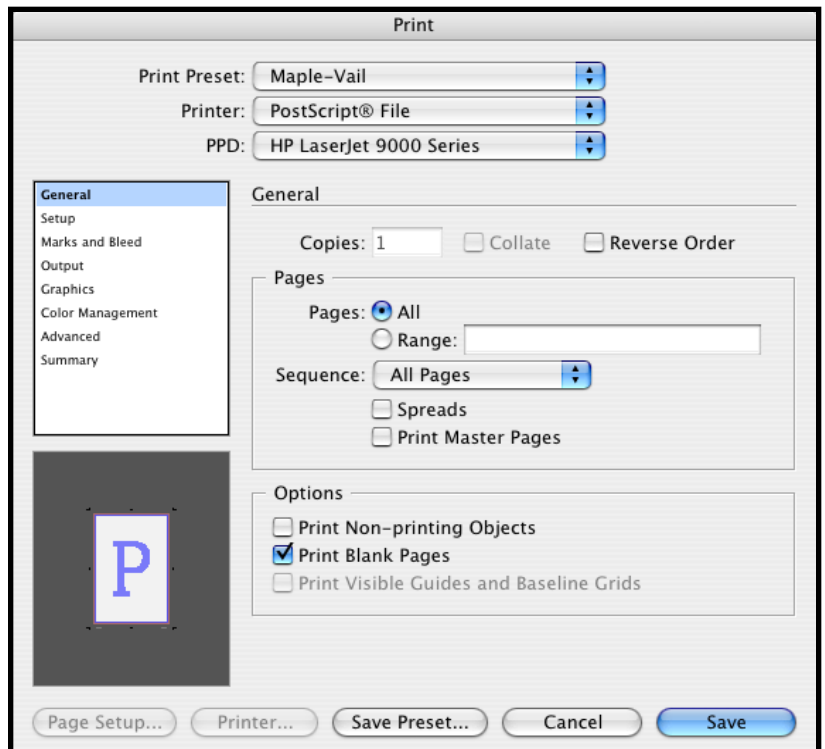 Print
Print Preset: Maple-Vail
Printer: PostScript® File
PPD: HP LaserJet 9000 Series
General
Setup
Marks and Bleed
Output
Graphics
Color Management
Advanced
Summary
General
Copies: 1 Collate Reverse Order
Pages
Pages: All
Range:
Sequence: All Pages
Spreads
Print Master Pages
Options
Print Non-printing Objects
Print Blank Pages
Print Visible Guides and Baseline Grids
P
Page Setup... Printer... Save Preset... Cancel Save